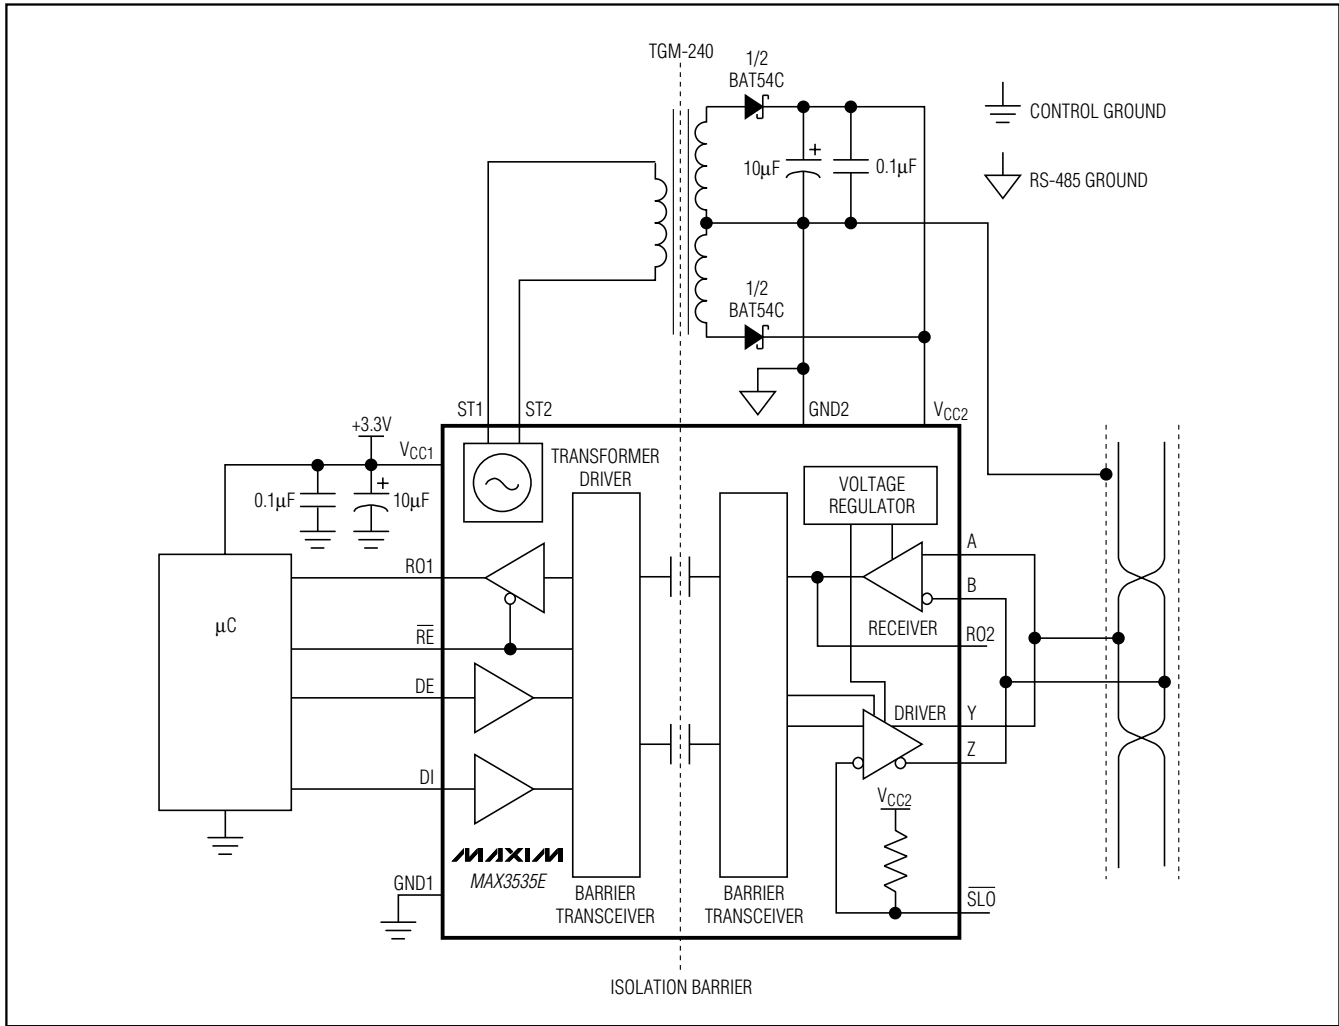 TGM-240
1/2
BAT54C
CONTROL GROUND
10μF
+
0.1μF
RS-485 GROUND
1/2
BAT54C
ST1
ST2
GND2
VCC2
+3.3V
VCC1
0.1μF
+
10μF
TRANSFORMER
DRIVER
VOLTAGE
REGULATOR
A
RO1
B
μC
RECEIVER
RE
RO2
DE
DRIVER
Y
Z
DI
VCC2
MAXIM
MAX3535E
GND1
BARRIER
TRANSCEIVER
BARRIER
TRANSCEIVER
SLO
ISOLATION BARRIER